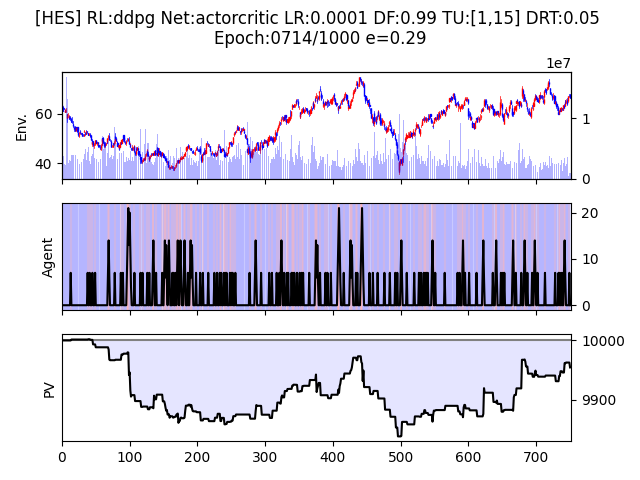 [HES] RL:ddpg Net:actorcritic LR:0.0001 DF:0.99 TU:[1,15] DRT:0.05
Epoch:0714/1000 e=0.29
1e7
Env.
60
40
1
0
Agent
20
10
0
PV
10000
9900
0 100 200 300 400 500 600 700